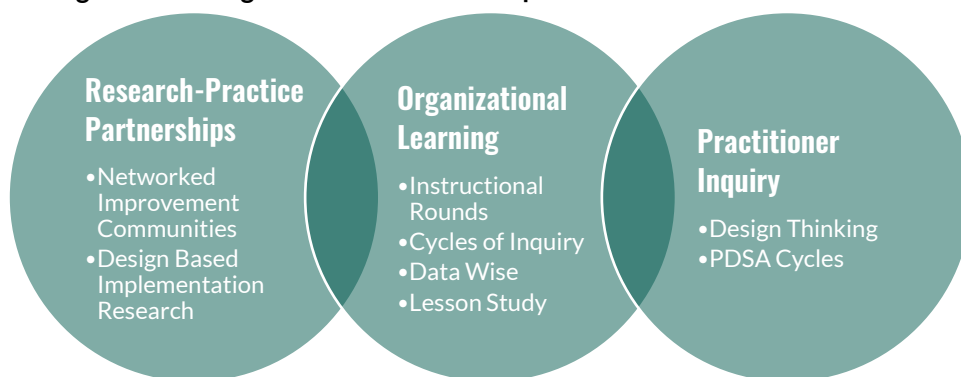 Research-Practice
Partnerships
•Networked
Improvement
Communities
•Design Based
Implementation
Research
Organizational
Learning
•Instructional
Rounds
•Cycles of Inquiry
•Data Wise
•Lesson Study
Practitioner
Inquiry
•Design Thinking
•PDSA Cycles